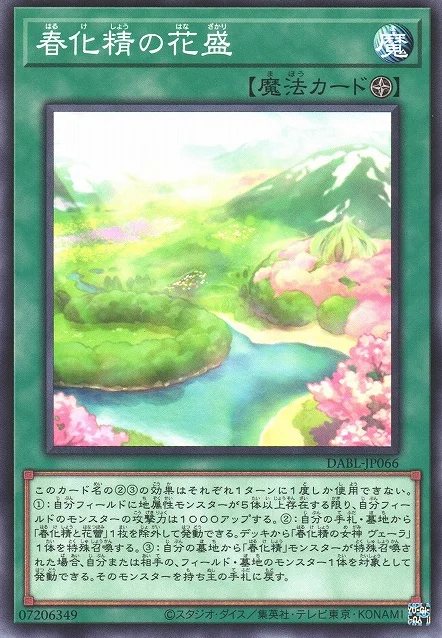 春化精の花盛
魔
【魔法カード】
DABL-JP066
このカード名の②③の効果はそれぞれ1ターンに1度しか使用できない。
①：自分フィールドに地属性モンスターが5体以上存在する限り、自分フィー
ルドのモンスターの攻撃力は1000アップする。②：自分の手札・墓地から
「春化精と花蕾」1枚を除外して発動できる。デッキから「春化精の女神 ヴェーラ」
1体を特殊召喚する。③：自分の墓地から「春化精」モンスターが特殊召喚さ
れた場合、自分または相手の、フィールド・墓地のモンスター1体を対象として
発動できる。そのモンスターを持ち主の手札に戻す。
07206349
©スタジオ・ダイス／集英社・テレビ東京・KONAMI